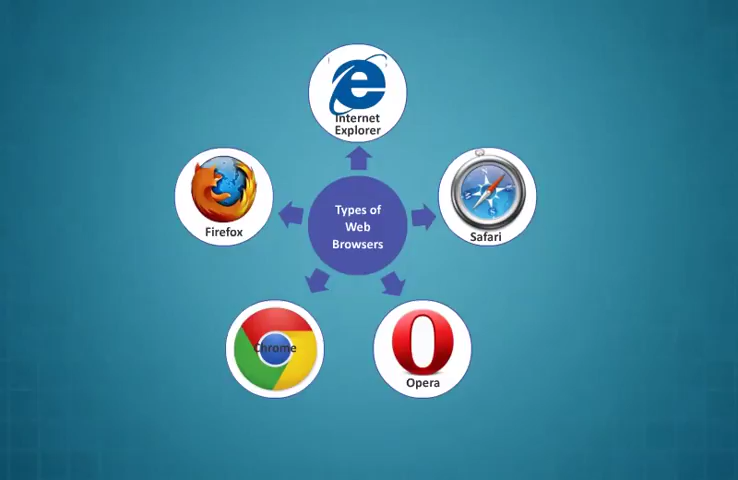 Internet
Explorer
Firefox
Types of
Web
Browsers
Safari
Chrome
Opera